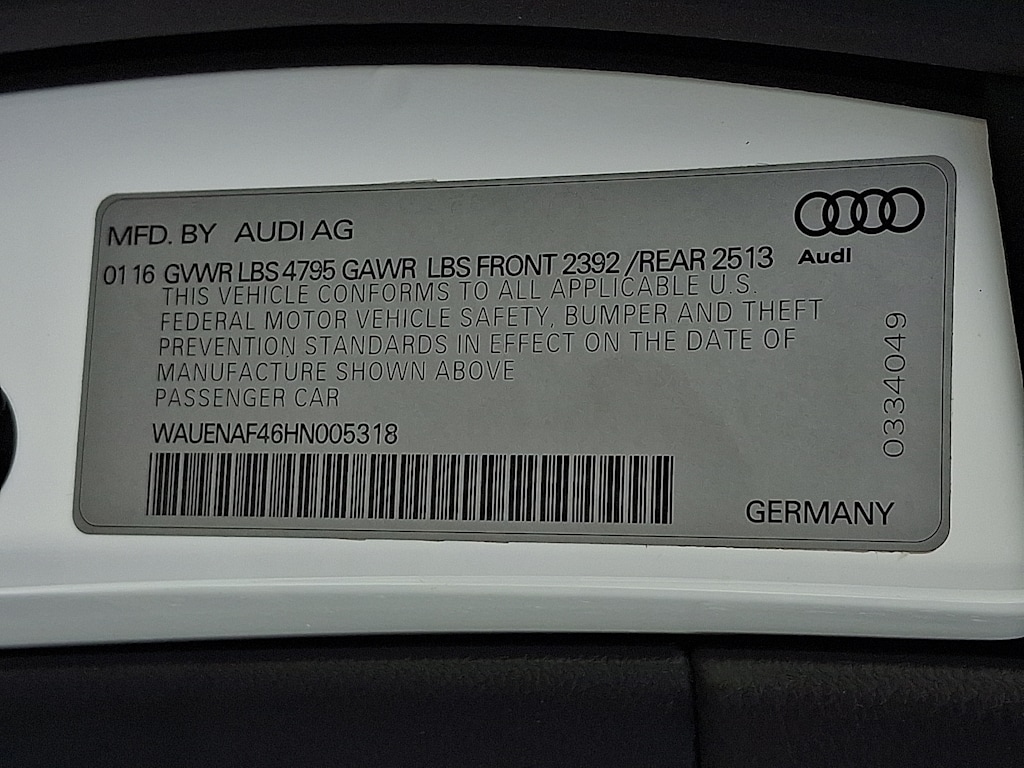 MFD. BY AUDI AG
01 16 GVWR LBS 4795 GAWR LBS FRONT 2392 /REAR 2513
Audi
THIS VEHICLE CONFORMS TO ALL APPLICABLE U.S.
FEDERAL MOTOR VEHICLE SAFETY, BUMPER AND THEFT
PREVENTION STANDARDS IN EFFECT ON THE DATE OF
MANUFACTURE SHOWN ABOVE
PASSENGER CAR
WAUENAF46HN005318
GERMANY
0334049